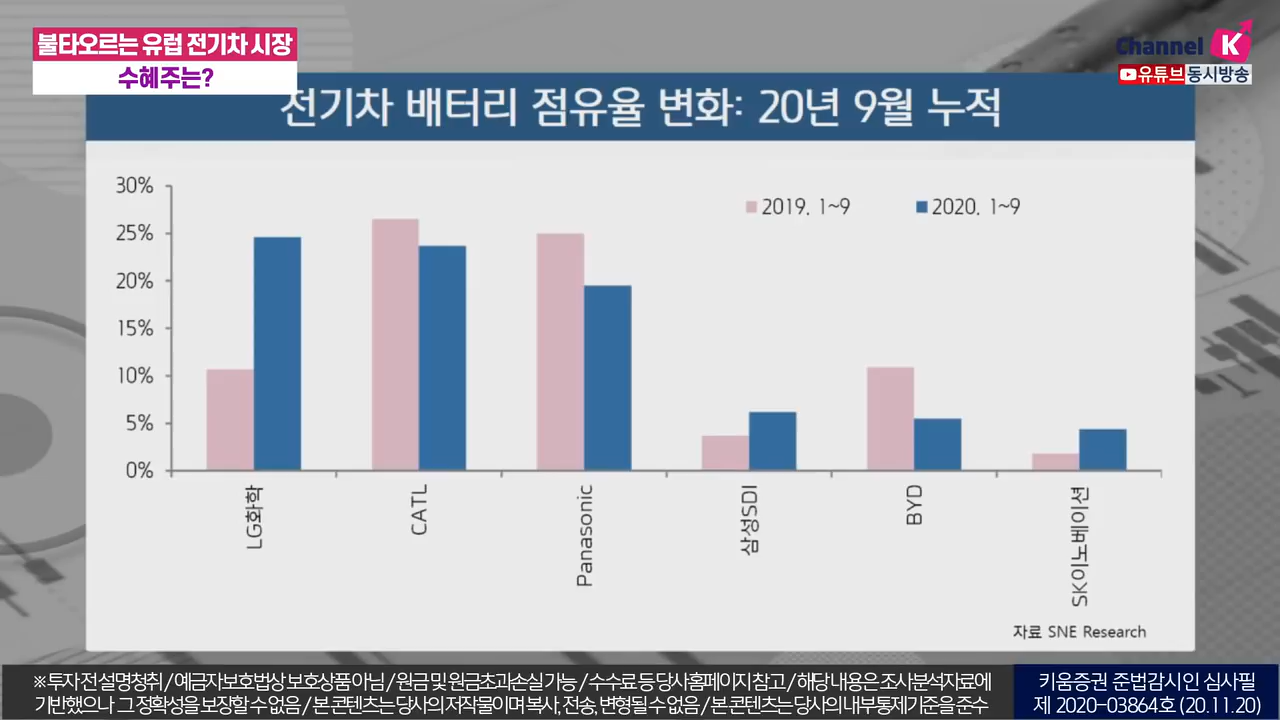 불타오르는 유럽 전기차 시장
수혜주는?
Channel K
유튜브동시방송
전기차 배터리 점유율 변화: 20년 9월 누적
30%
25%
20%
15%
10%
5%
0%
2019. 1~9
2020. 1~9
LG화학
CATL
Panasonic
삼성SDI
BYD
SK이노베이션
자료 SNE Research
※ 투자 전 설명청취 / 예금자보호법상 보호상품 아님 / 원금 및 원금초과손실 가능 / 수수료 등 당사홈페이지 참고 / 해당 내용은 조사분석자료에
기반했으나 그 정확성을 보장할 수 없음 / 본 콘텐츠는 당사의 저작물이며 복사, 전송, 변형될 수 없음 / 본 콘텐츠는 당사의 내부통제기준을 준수
키움증권 준법감시인 심사필
제 2020-03864호 (20.11.20)